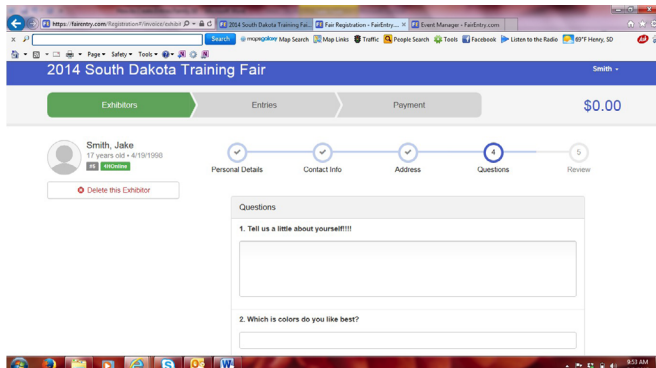 https://fairentry.com/Registration#/invoice/exhibi
2014 South Dakota Training Fai...
Fair Registration - FairEntry....
Event Manager - FairEntry.com
Search
mapsgalaxy Map Search
Map Links
Traffic
People Search
Tools
Facebook
Listen to the Radio
69°F Henry, SD
Page
Safety
Tools
2014 South Dakota Training Fair
Smith
Exhibitors
Entries
Payment
$0.00
Smith, Jake
17 years old • 4/19/1998
4HOnline
Delete this Exhibitor
4
5
Personal Details
Contact Info
Address
Questions
Review
Questions
1. Tell us a little about yourself!!!!
2. Which is colors do you like best?
9:53 AM